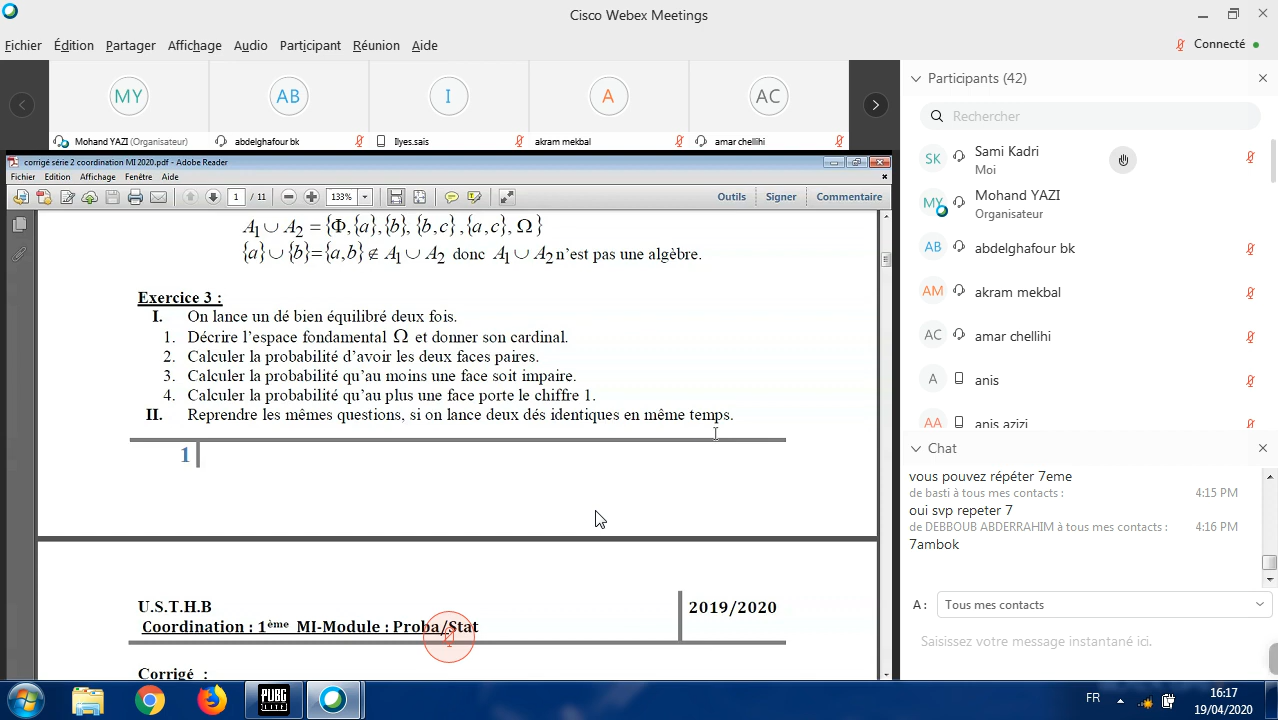 Cisco Webex Meetings
Fichier Édition Partager Affichage Audio Participant Réunion Aide
Connecté
MY AB I A AC
Mohand YAZI (Organisateur) abdelghafour bk Ilyes.sais akram mekbal amar chellihi
corrigé série 2 coordination MI 2020.pdf - Adobe Reader
Fichier Edition Affichage Fenêtre Aide
1 / 11 133% Outils Signer Commentaire
A₁ ∪ A₂ = {Φ,{a},{b},{b,c},{a,c}, Ω}
{a}∪{b}={a,b}∉ A₁ ∪ A₂ donc A₁ ∪ A₂ n'est pas une algèbre.
Exercice 3 :
I. On lance un dé bien équilibré deux fois.
1. Décrire l'espace fondamental Ω et donner son cardinal.
2. Calculer la probabilité d'avoir les deux faces paires.
3. Calculer la probabilité qu'au moins une face soit impaire.
4. Calculer la probabilité qu'au plus une face porte le chiffre 1.
II. Reprendre les mêmes questions, si on lance deux dés identiques en même temps.
1
U.S.T.H.B 2019/2020
Coordination : 1ème MI-Module : Proba/Stat
Corrigé :
Participants (42)
Rechercher
SK Sami Kadri
Moi
MY Mohand YAZI
Organisateur
AB abdelghafour bk
AM akram mekbal
AC amar chellihi
A anis
AA anis azizi
Chat
vous pouvez répéter 7eme
de basti à tous mes contacts : 4:15 PM
oui svp repeter 7
de DEBBOUB ABDERRAHIM à tous mes contacts : 4:16 PM
7ambok
A : Tous mes contacts
Saisissez votre message instantané ici.
PUBG LITE
FR 16:17
19/04/2020